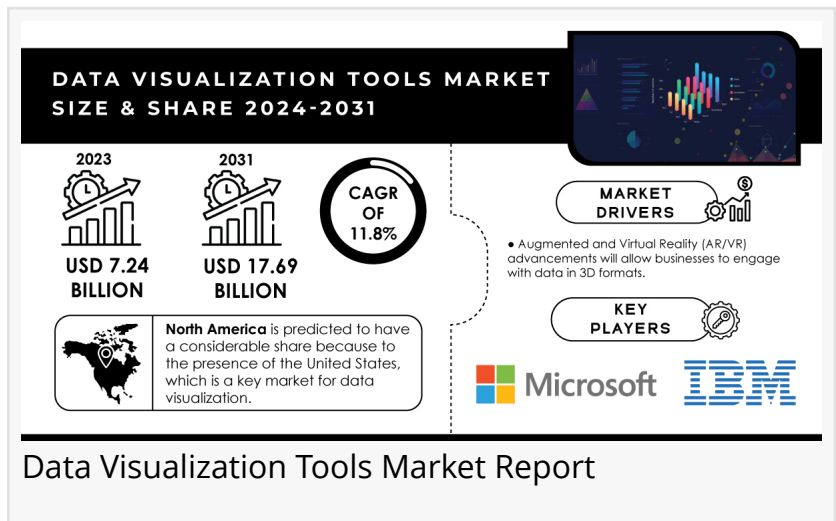 DATA VISUALIZATION TOOLS MARKET
SIZE & SHARE 2024-2031
2023
USD 7.24
BILLION
2031
USD 17.69
BILLION
CAGR
OF
11.8%
North America is predicted to have
a considerable share because to
the presence of the United States,
which is a key market for data
visualization.
MARKET
DRIVERS
$
● Augmented and Virtual Reality (AR/VR)
advancements will allow businesses to engage
with data in 3D formats.
KEY
PLAYERS
Microsoft
IBM
Data Visualization Tools Market Report